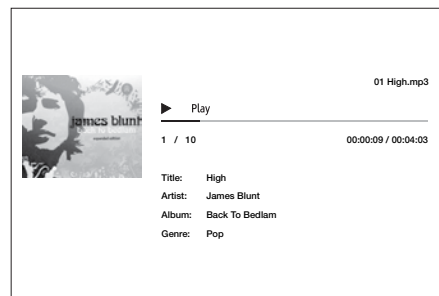 01 High.mp3
james blunt
back to bedlam
Play
1 / 10
00:00:09 / 00:04:03
Title: High
Artist: James Blunt
Album: Back To Bedlam
Genre: Pop